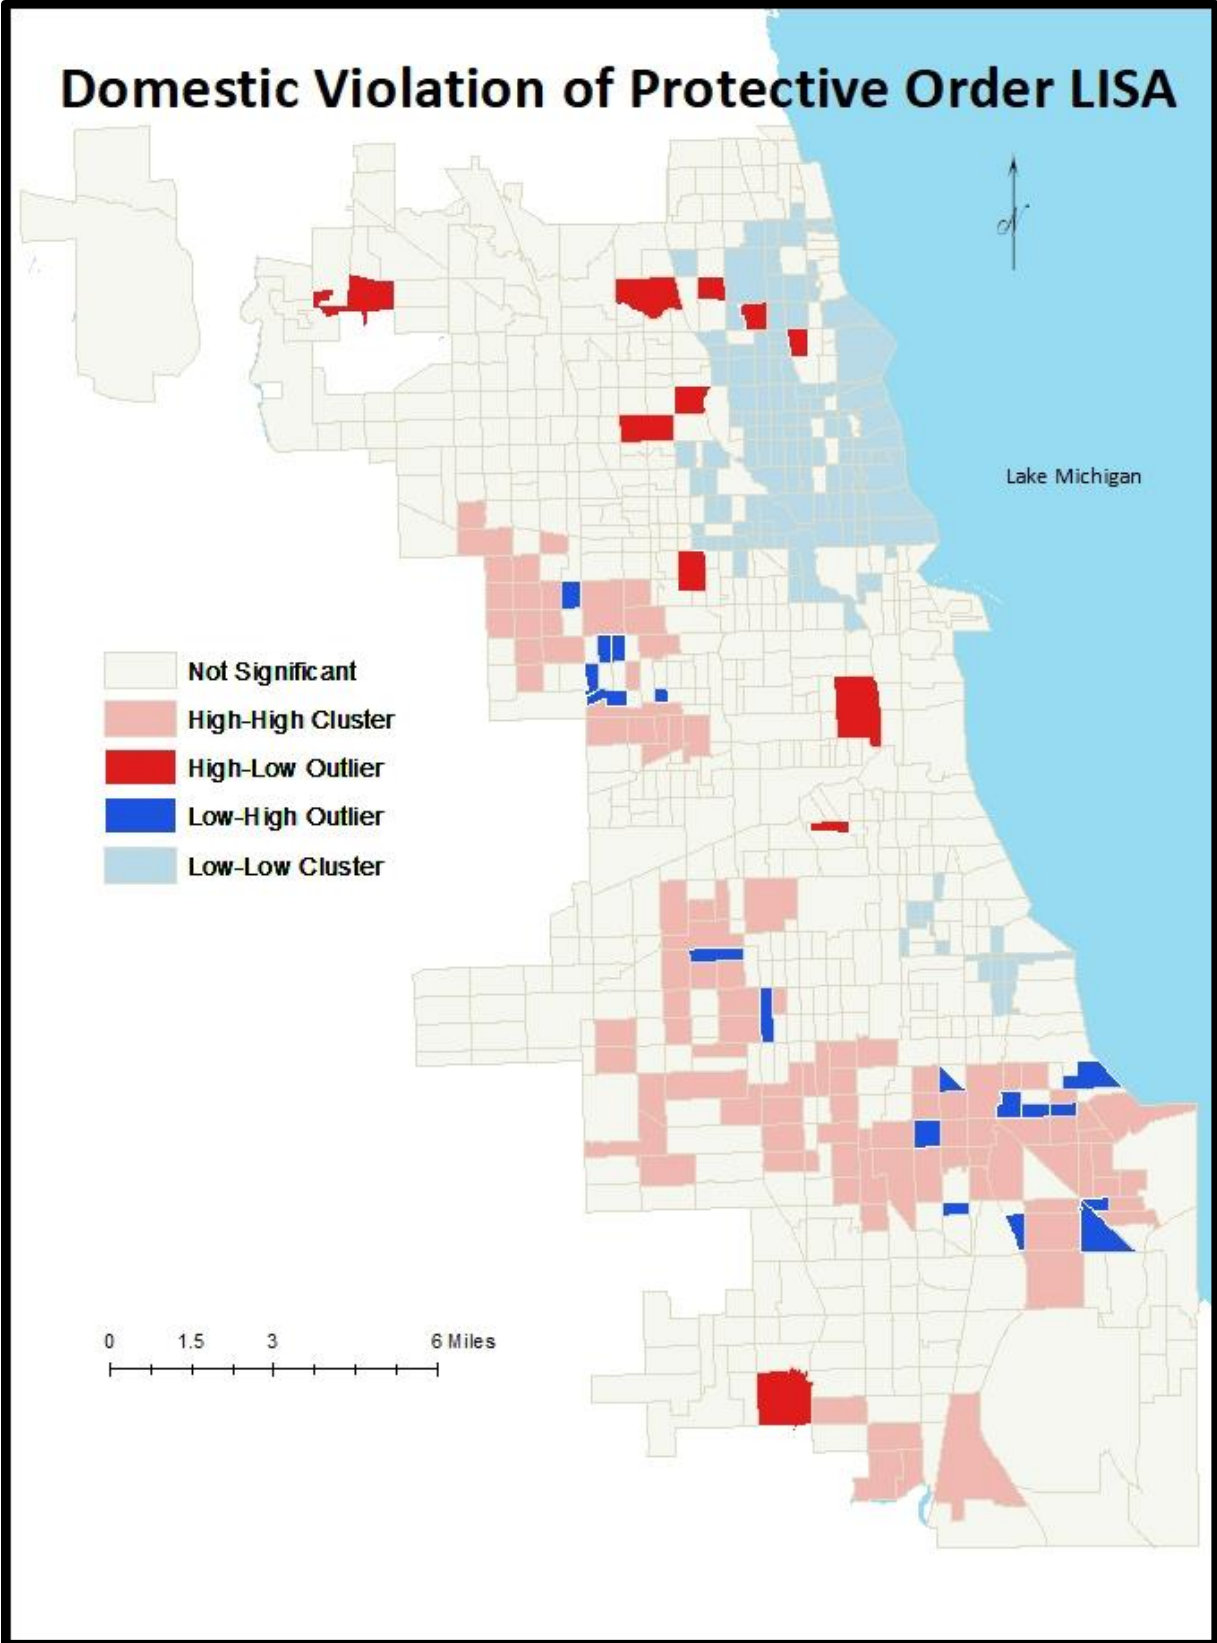 Domestic Violation of Protective Order LISA
N
Lake Michigan
Not Significant
High-High Cluster
High-Low Outlier
Low-High Outlier
Low-Low Cluster
0 1.5 3 6 Miles